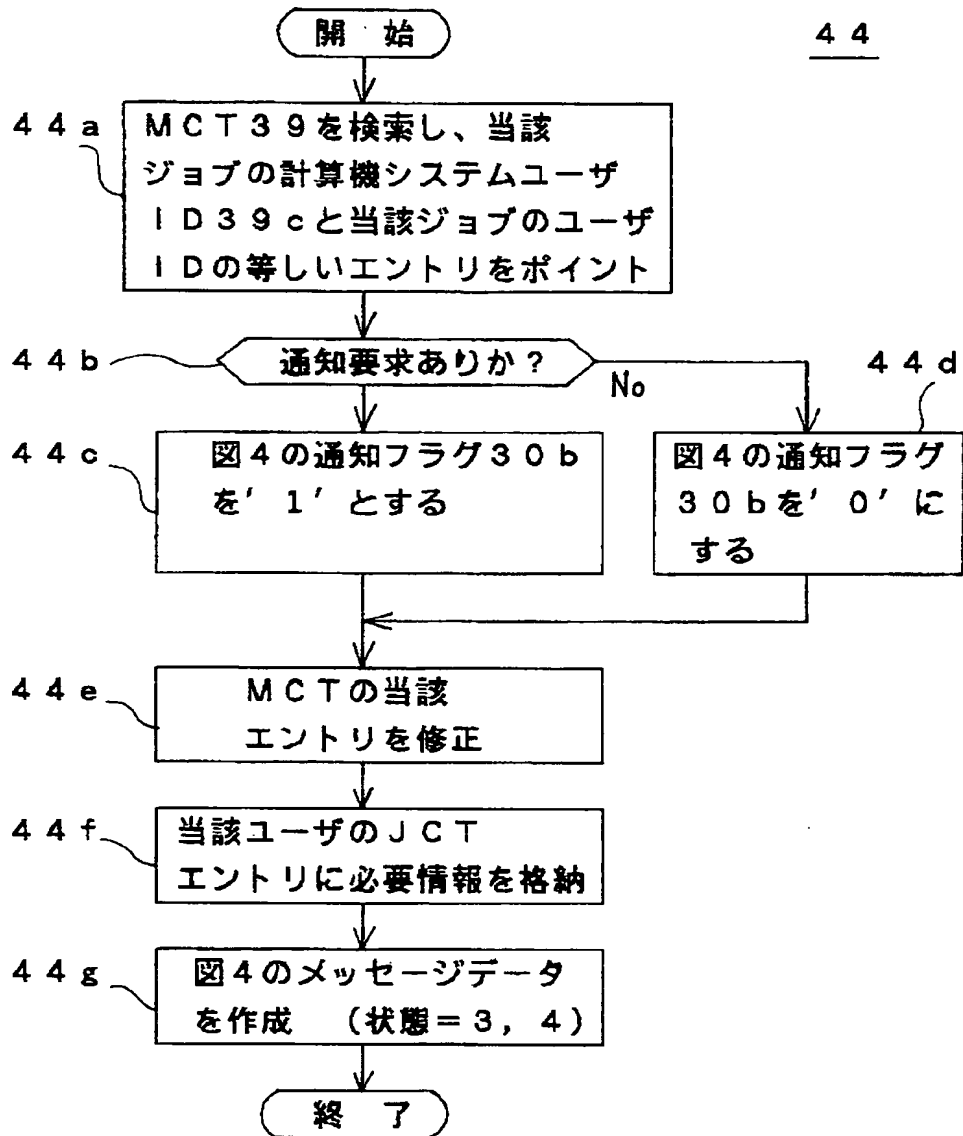 開 始
44
44a
MCT39を検索し、当該
ジョブの計算機システムユーザ
ID39cと当該ジョブのユーザ
IDの等しいエントリをポイント
44b
通知要求ありか?
No
44d
44c
図4の通知フラグ30b
を'1'とする
図4の通知フラグ
30bを'0'に
する
44e
MCTの当該
エントリを修正
44f
当該ユーザのJCT
エントリに必要情報を格納
44g
図4のメッセージデータ
を作成 (状態=3,4)
終 了